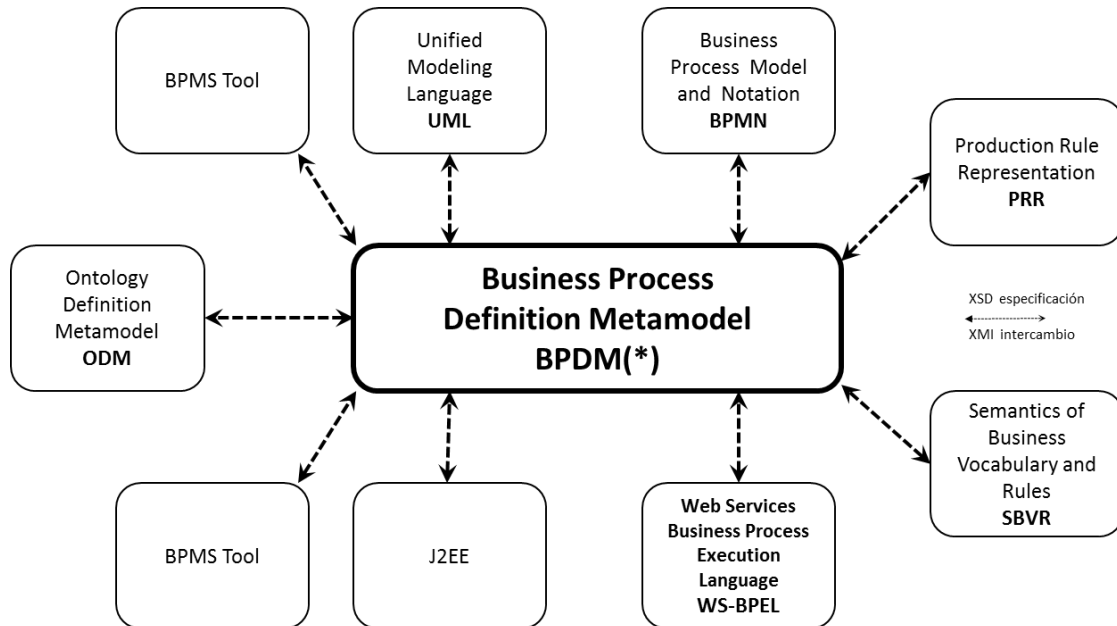 BPMS Tool
Unified
Modeling
Language
UML
Business
Process Model
and Notation
BPMN
Production Rule
Representation
PRR
Ontology
Definition
Metamodel
ODM
Business Process
Definition Metamodel
BPDM(*)
XSD especificación
XMI intercambio
Semantics of
Business
Vocabulary and
Rules
SBVR
BPMS Tool
J2EE
Web Services
Business Process
Execution
Language
WS-BPEL